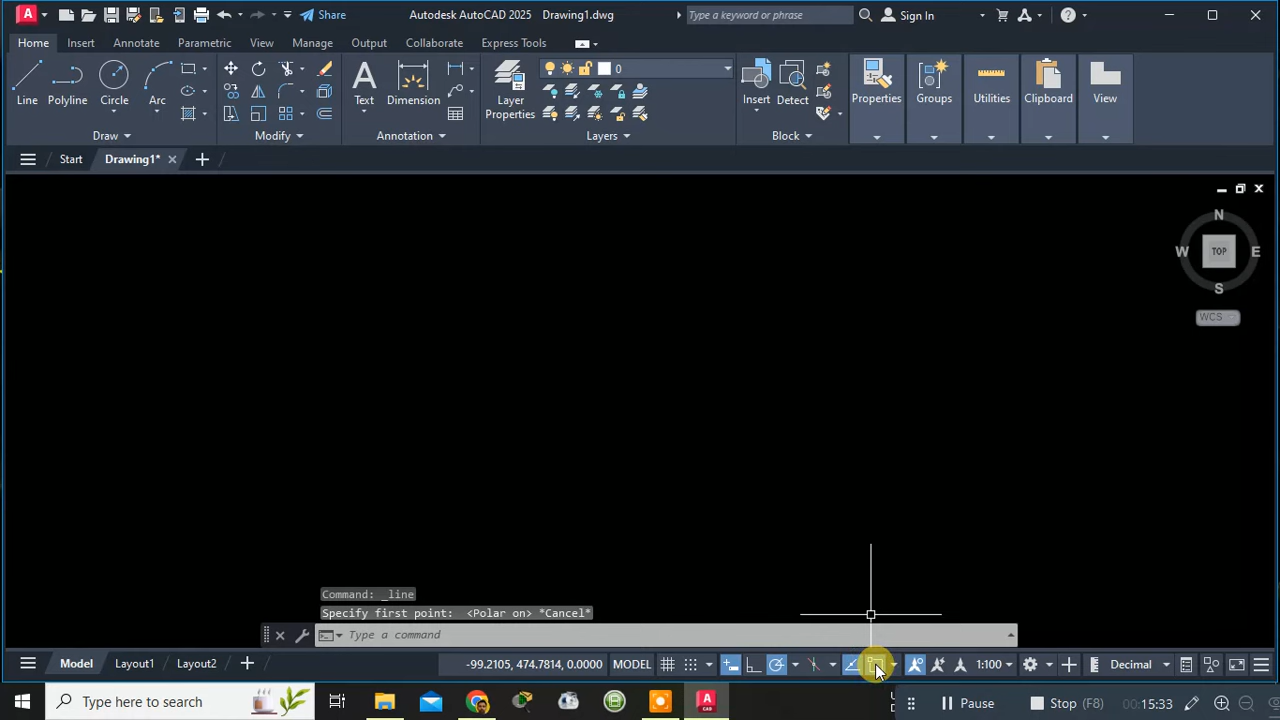 A Share Autodesk AutoCAD 2025 Drawing1.dwg Type a keyword or phrase Sign In
Home Insert Annotate Parametric View Manage Output Collaborate Express Tools
0
Line Polyline Circle Arc Text Dimension Layer Properties Insert Detect Properties Groups Utilities Clipboard View
Draw Modify Annotation Layers Block
Start Drawing1*
N
W TOP E
S
WCS
Command: _line
Specify first point: <Polar on> *Cancel*
Type a command
Model Layout1 Layout2 -99.2105, 474.7814, 0.0000 MODEL 1:100 Decimal
Type here to search A CAD Pause Stop (F8) 00:15:33